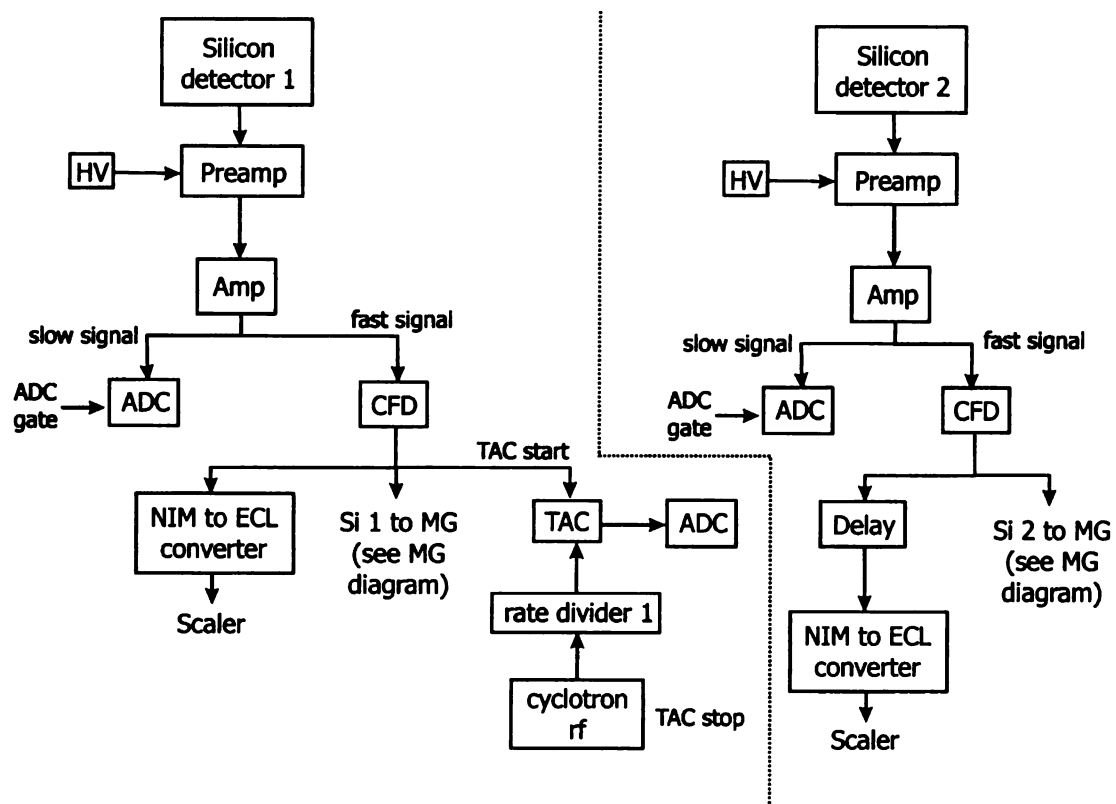 Silicon
detector 1
HV
Preamp
Amp
slow signal
fast signal
ADC
gate
ADC
CFD
TAC start
NIM to ECL
converter
Si 1 to MG
(see MG
diagram)
TAC
ADC
Scaler
rate divider 1
cyclotron
rf
TAC stop
Silicon
detector 2
HV
Preamp
Amp
slow signal
fast signal
ADC
gate
ADC
CFD
Delay
Si 2 to MG
(see MG
diagram)
NIM to ECL
converter
Scaler